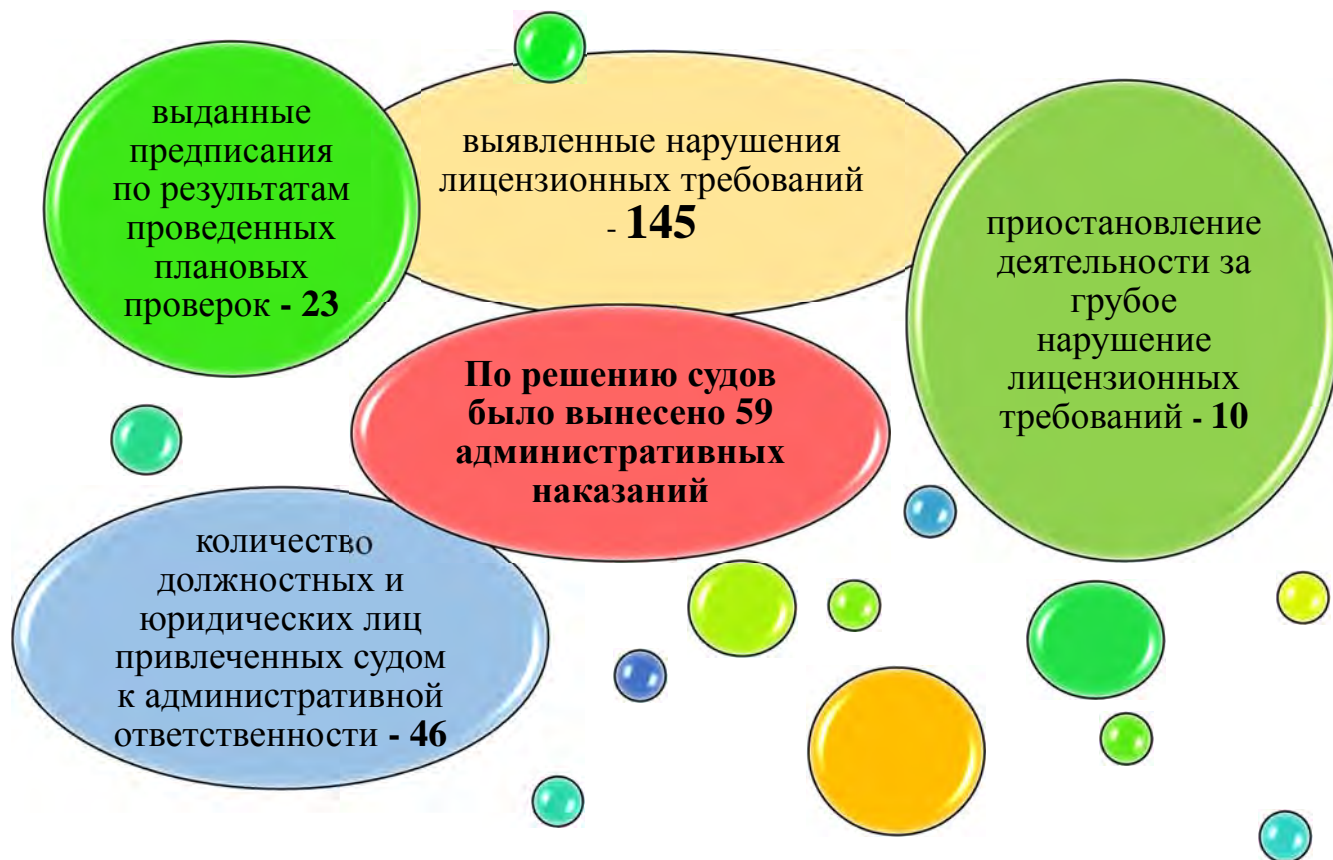 выданные
предписания
по результатам
проведенных
плановых
проверок - 23
выявленные нарушения
лицензионных требований
- 145
приостановление
деятельности за
грубое
нарушение
лицензионных
требований - 10
По решению судов
было вынесено 59
административных
наказаний
количество
должностных и
юридических лиц
привлеченных судом
к административной
ответственности - 46